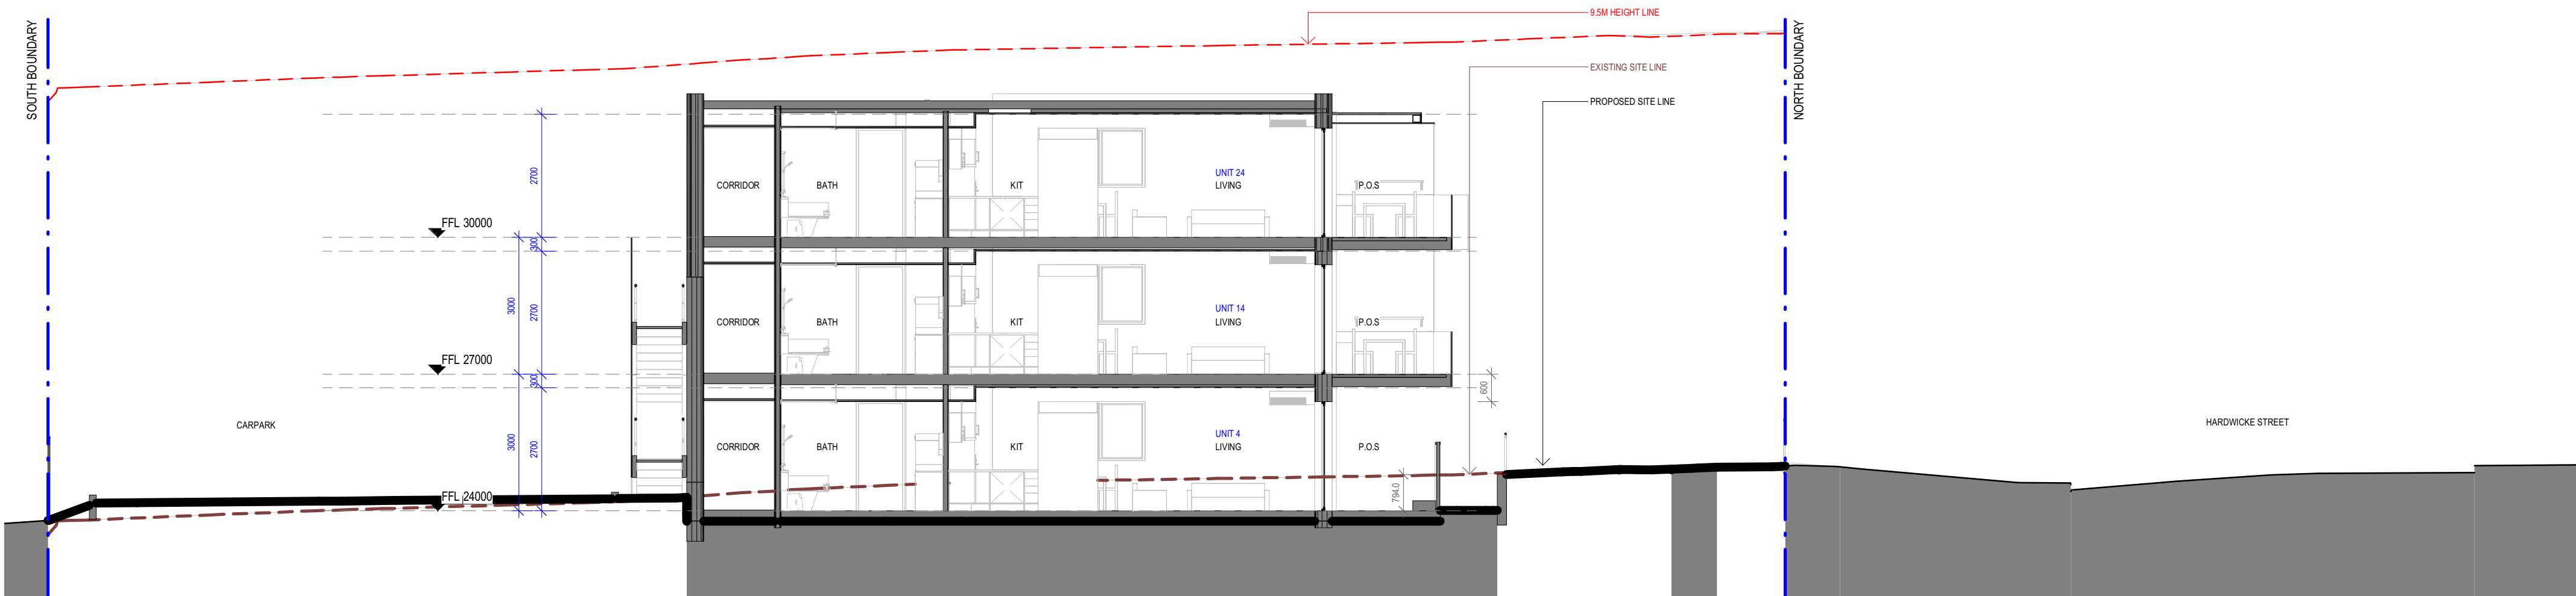 9.5M HEIGHT LINE
SOUTH BOUNDARY
NORTH BOUNDARY
EXISTING SITE LINE
PROPOSED SITE LINE
2700
CORRIDOR
BATH
KIT
UNIT 24
LIVING
P.O.S
FFL 30000
300
3000
2700
CORRIDOR
BATH
KIT
UNIT 14
LIVING
P.O.S
FFL 27000
300
600
CARPARK
HARDWICKE STREET
3000
2700
CORRIDOR
BATH
KIT
UNIT 4
LIVING
P.O.S
794.0
FFL 24000